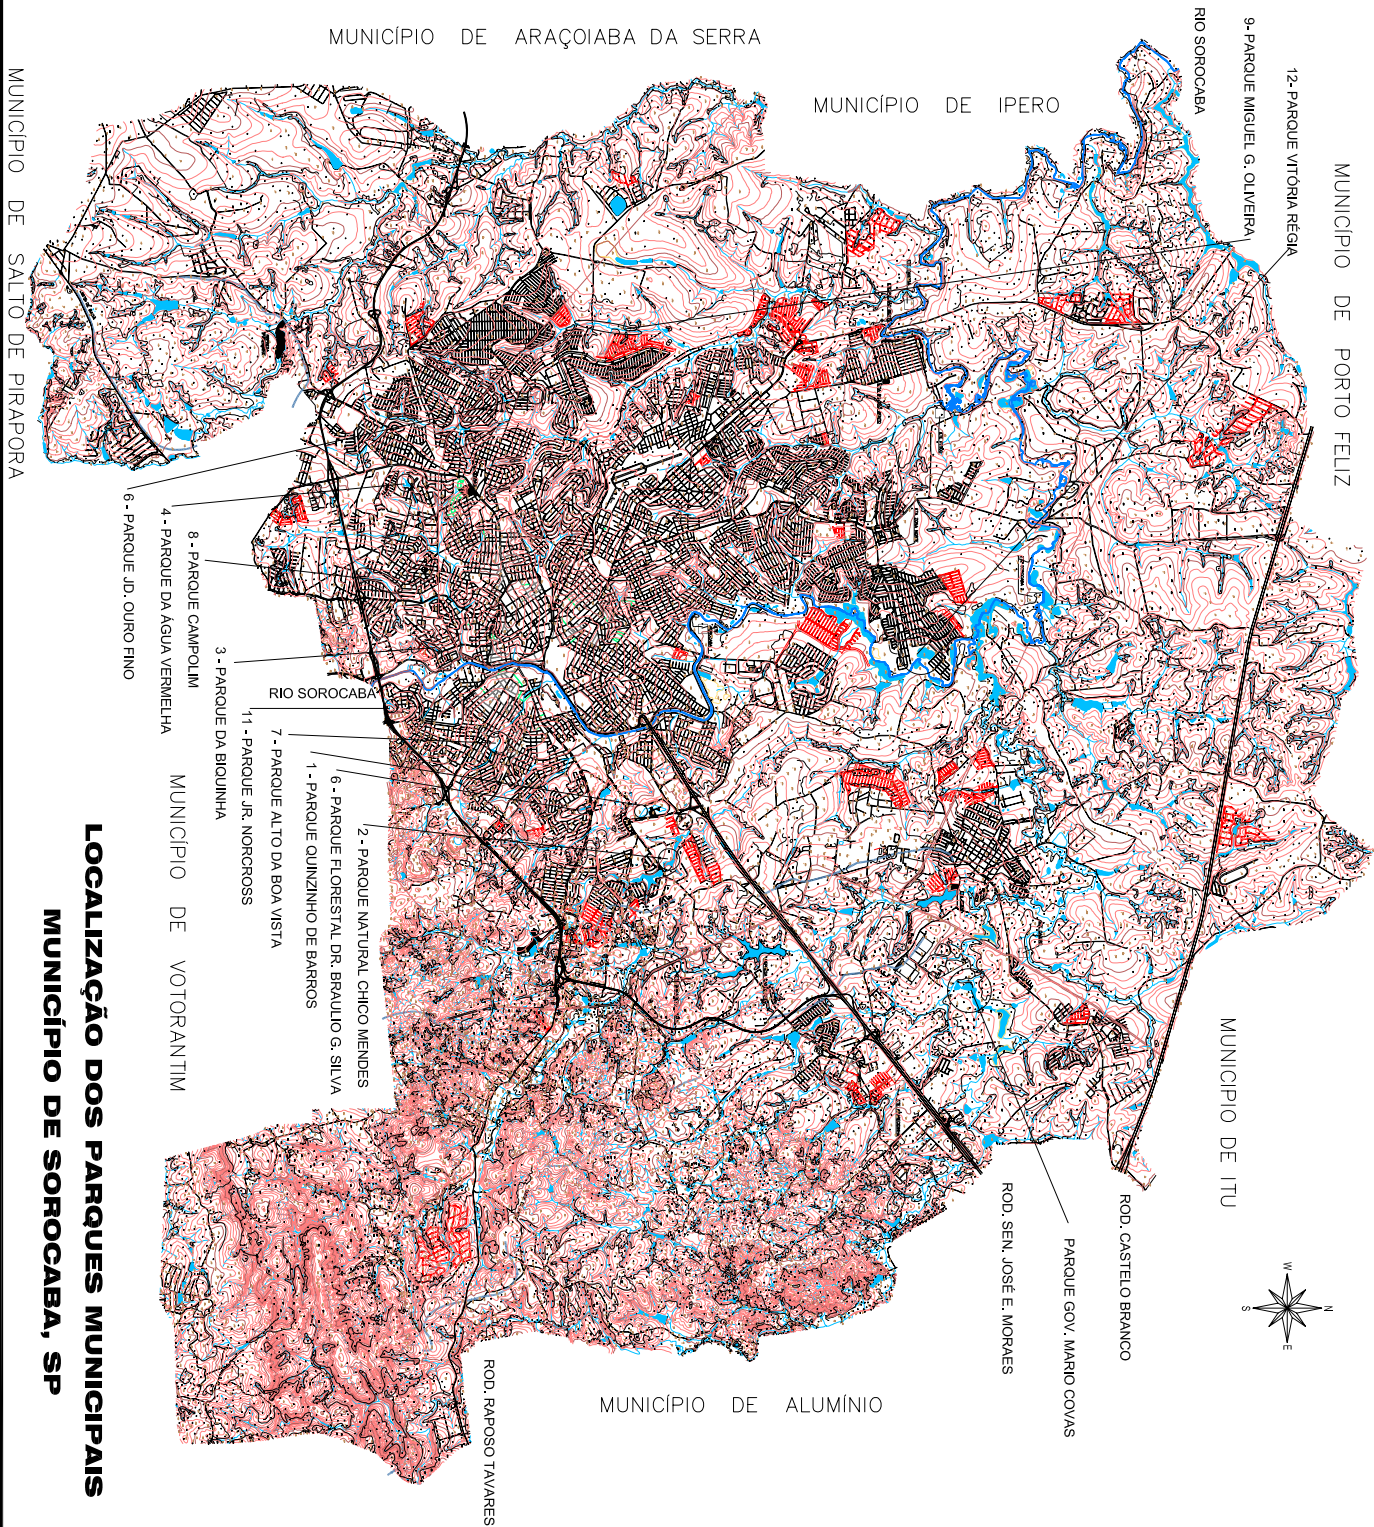 MUNICÍPIO DE ARAÇOIABA DA SERRA
MUNICÍPIO DE IPERO
RIO SOROCABA
9- PARQUE MIGUEL G. OLIVEIRA
12- PARQUE VITÓRIA RÉGIA
MUNICÍPIO DE PORTO FELIZ
MUNICÍPIO DE SALTO DE PIRAPORA
6 - PARQUE JD. OURO FINO
4 - PARQUE DA ÁGUA VERMELHA
8 - PARQUE CAMPOLIM
3 - PARQUE DA BIQUINHA
RIO SOROCABA
11 - PARQUE JR. NORCROSS
7 - PARQUE ALTO DA BOA VISTA
1 - PARQUE QUINZINHO DE BARROS
6 - PARQUE FLORESTAL DR. BRAULIO G. SILVA
2 - PARQUE NATURAL CHICO MENDES
MUNICÍPIO DE VOTORANTIM
MUNICIPIO DE ITU
ROD. CASTELO BRANCO
PARQUE GOV. MARIO COVAS
ROD. SEN. JOSÉ E. MORAES
MUNICÍPIO DE ALUMÍNIO
ROD. RAPOSO TAVARES
N
W
E
S
LOCALIZAÇÃO DOS PARQUES MUNICIPAIS
MUNICÍPIO DE SOROCABA, SP